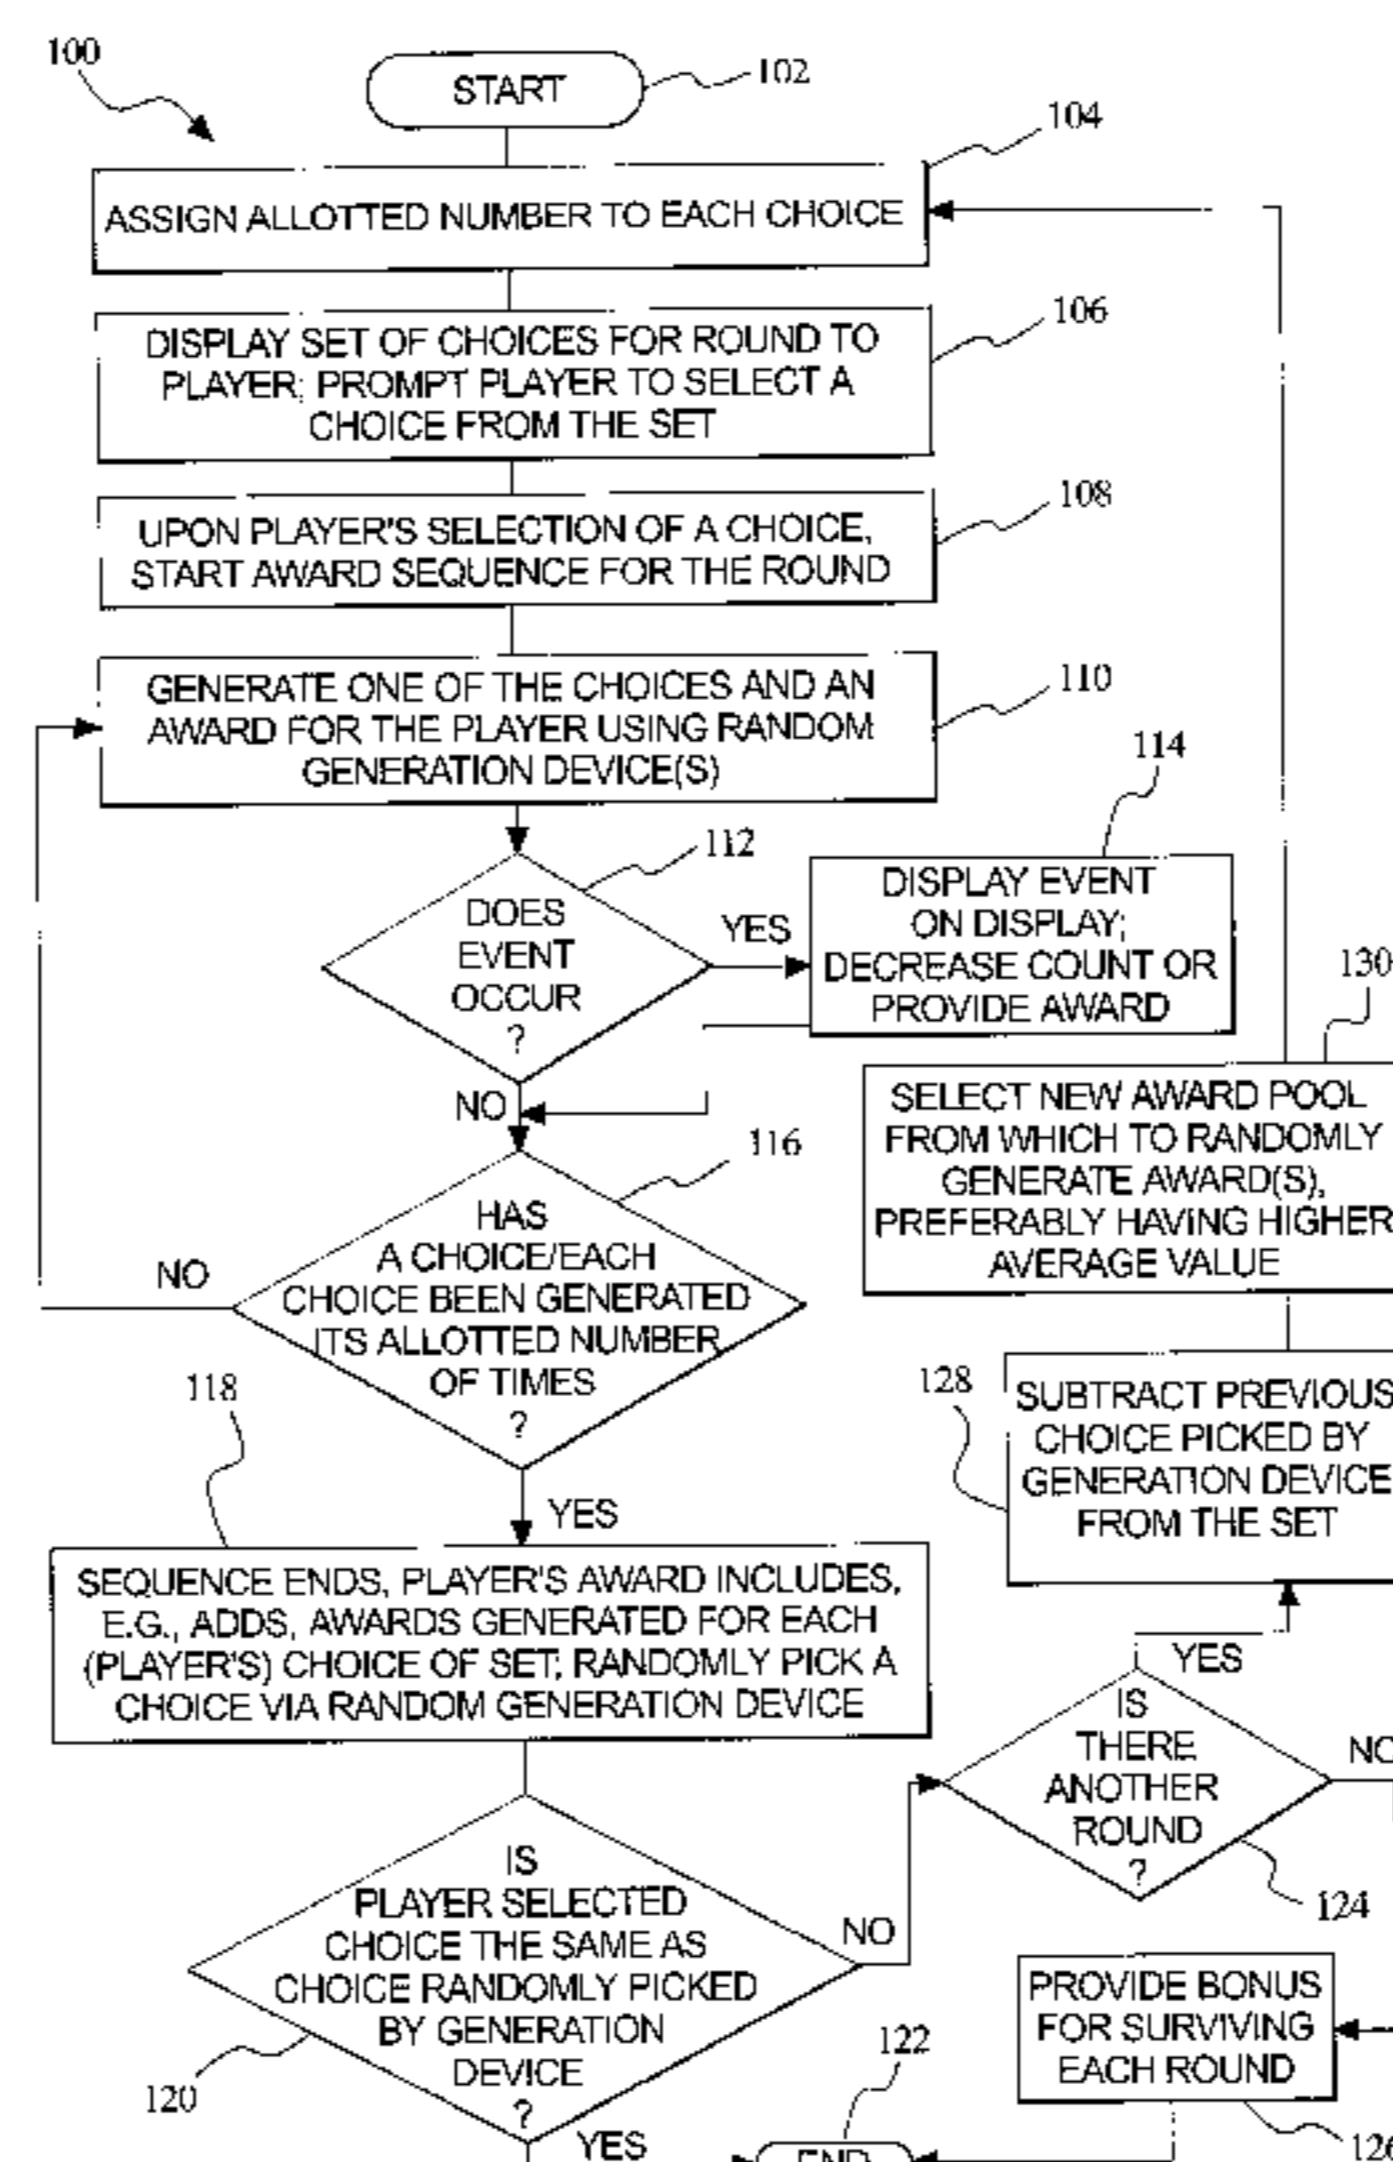 100
START
102
104
ASSIGN ALLOTTED NUMBER TO EACH CHOICE
106
DISPLAY SET OF CHOICES FOR ROUND TO
PLAYER; PROMPT PLAYER TO SELECT A
CHOICE FROM THE SET
108
UPON PLAYER'S SELECTION OF A CHOICE,
START AWARD SEQUENCE FOR THE ROUND
110
GENERATE ONE OF THE CHOICES AND AN
AWARD FOR THE PLAYER USING RANDOM
GENERATION DEVICE(S)
112
DOES
EVENT
OCCUR
?
YES
114
DISPLAY EVENT
ON DISPLAY;
DECREASE COUNT OR
PROVIDE AWARD
NO
116
HAS
A CHOICE/EACH
CHOICE BEEN GENERATED
ITS ALLOTTED NUMBER
OF TIMES
?
NO
YES
118
SEQUENCE ENDS, PLAYER'S AWARD INCLUDES,
E.G., ADDS, AWARDS GENERATED FOR EACH
(PLAYER'S) CHOICE OF SET; RANDOMLY PICK A
CHOICE VIA RANDOM GENERATION DEVICE
IS
PLAYER SELECTED
CHOICE THE SAME AS
CHOICE RANDOMLY PICKED
BY GENERATION
DEVICE
?
120
NO
YES
130
SELECT NEW AWARD POOL
FROM WHICH TO RANDOMLY
GENERATE AWARD(S),
PREFERABLY HAVING HIGHER
AVERAGE VALUE
128
SUBTRACT PREVIOUS
CHOICE PICKED BY
GENERATION DEVICE
FROM THE SET
YES
IS
THERE
ANOTHER
ROUND
?
NO
124
PROVIDE BONUS
FOR SURVIVING
EACH ROUND
126
122
END